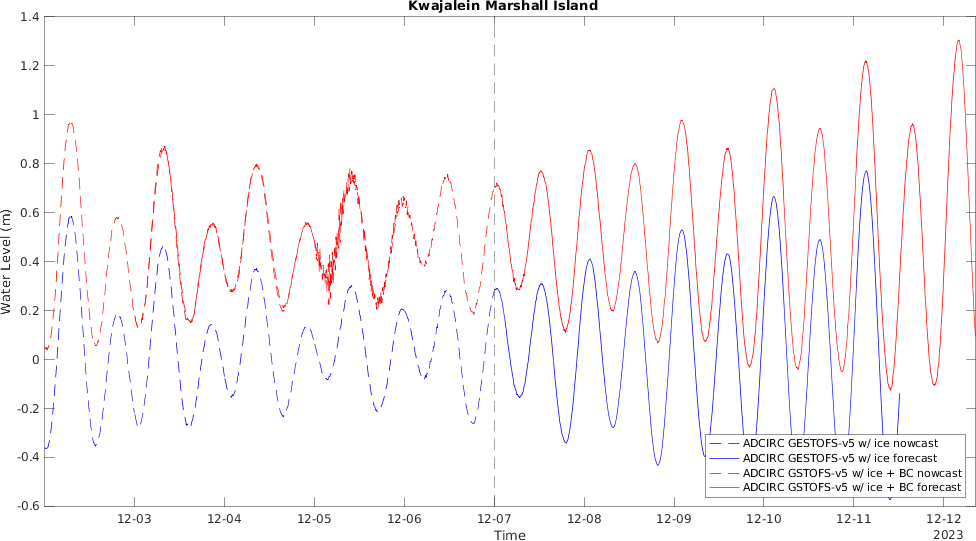 Kwajalein Marshall Island
Water Level (m)
1.4
1.2
1
0.8
0.6
0.4
0.2
0
-0.2
-0.4
-0.6
ADCIRC GESTOFS-v5 w/ ice nowcast
ADCIRC GESTOFS-v5 w/ ice forecast
ADCIRC GSTOFS-v5 w/ ice + BC nowcast
ADCIRC GSTOFS-v5 w/ ice + BC forecast
12-03 12-04 12-05 12-06 12-07 12-08 12-09 12-10 12-11 12-12
Time
2023